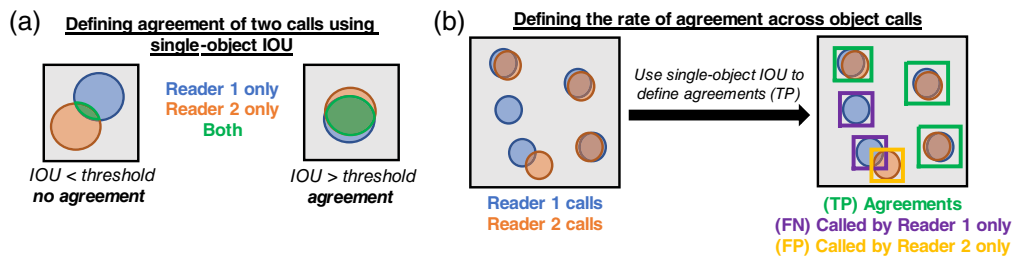 (a)
Defining agreement of two calls using
single-object IOU
Reader 1 only
Reader 2 only
Both
IOU < threshold
no agreement
IOU > threshold
agreement
(b)
Defining the rate of agreement across object calls
Use single-object IOU to
define agreements (TP)
Reader 1 calls
Reader 2 calls
(TP) Agreements
(FN) Called by Reader 1 only
(FP) Called by Reader 2 only